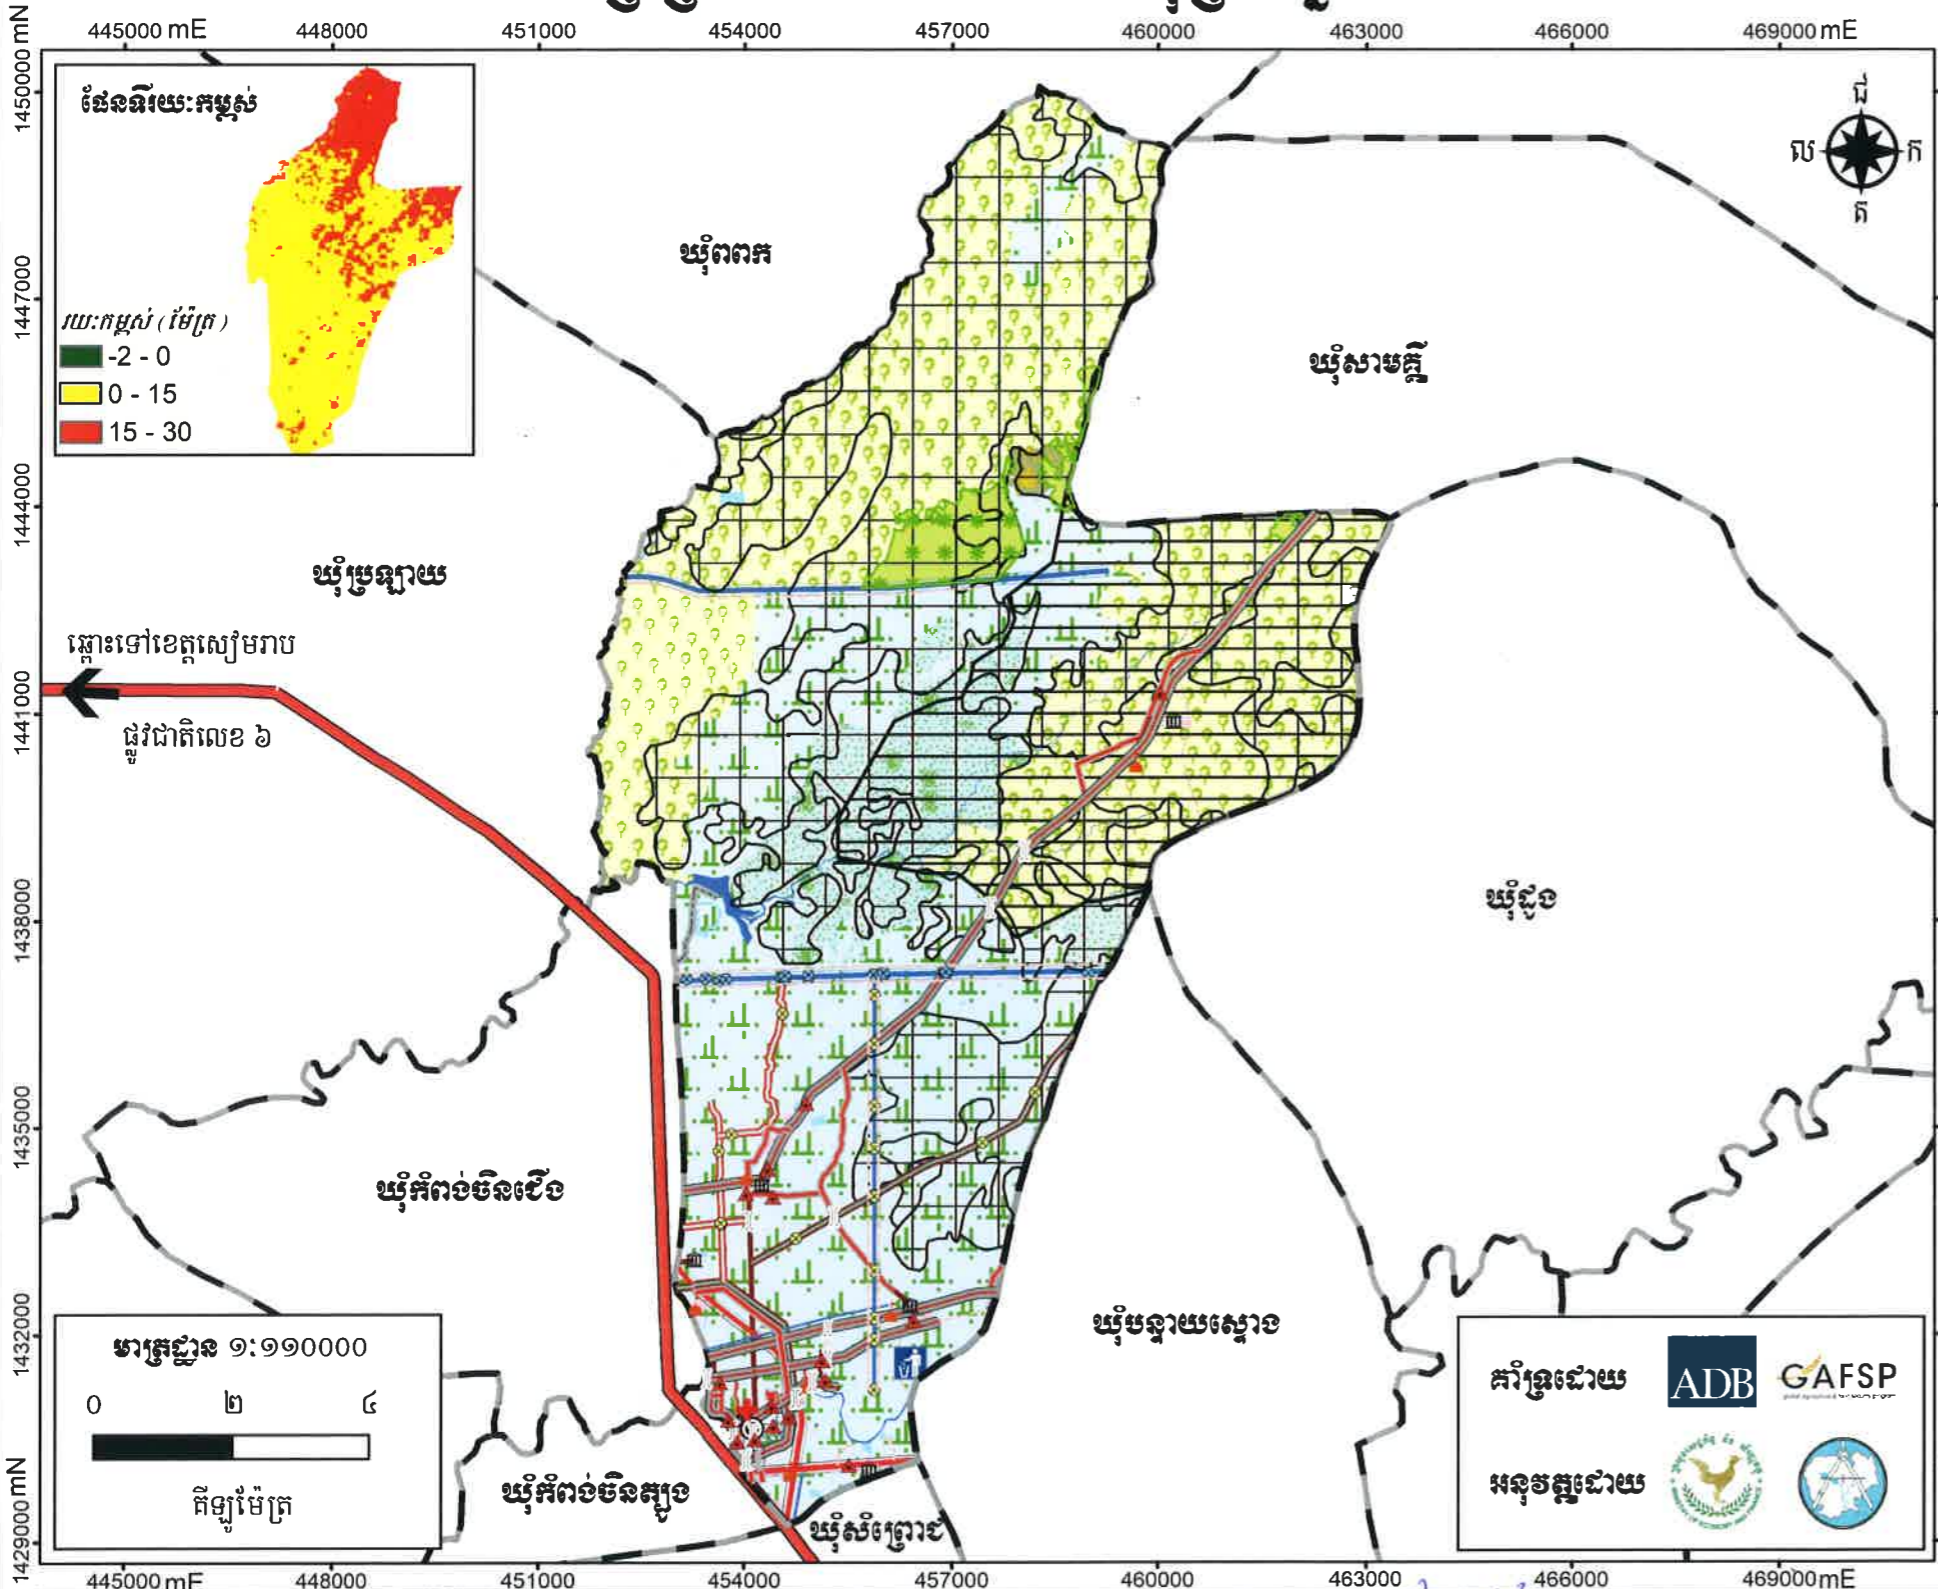 445000 mE 448000 451000 454000 457000 460000 463000 466000 469000 mE
1450000 mN
1447000
1444000
1441000
1438000
1435000
1432000
1429000 mN
ផែនទីរយៈកម្ពស់
រយៈកម្ពស់ (ម៉ែត្រ)
-2 - 0
0 - 15
15 - 30
ជ
ល ក
ត
ឃុំពពក
ឃុំសាមគ្គី
ឃុំប្រឡាយ
ឆ្ពោះទៅខេត្តសៀមរាប
ផ្លូវជាតិលេខ ៦
ឃុំដូង
ឃុំកំពង់ចិនជើង
ឃុំបន្ទាយស្ទោង
មាត្រដ្ឋាន ១:១១០០០០
0 ២ ៤
គីឡូម៉ែត្រ
ឃុំកំពង់ចិនត្បូង
ឃុំសំព្រោជ
គាំទ្រដោយ
ADB
GAFSP
អនុវត្តដោយ
445000 mE 448000 451000 454000 457000 460000 463000 466000 469000 mE